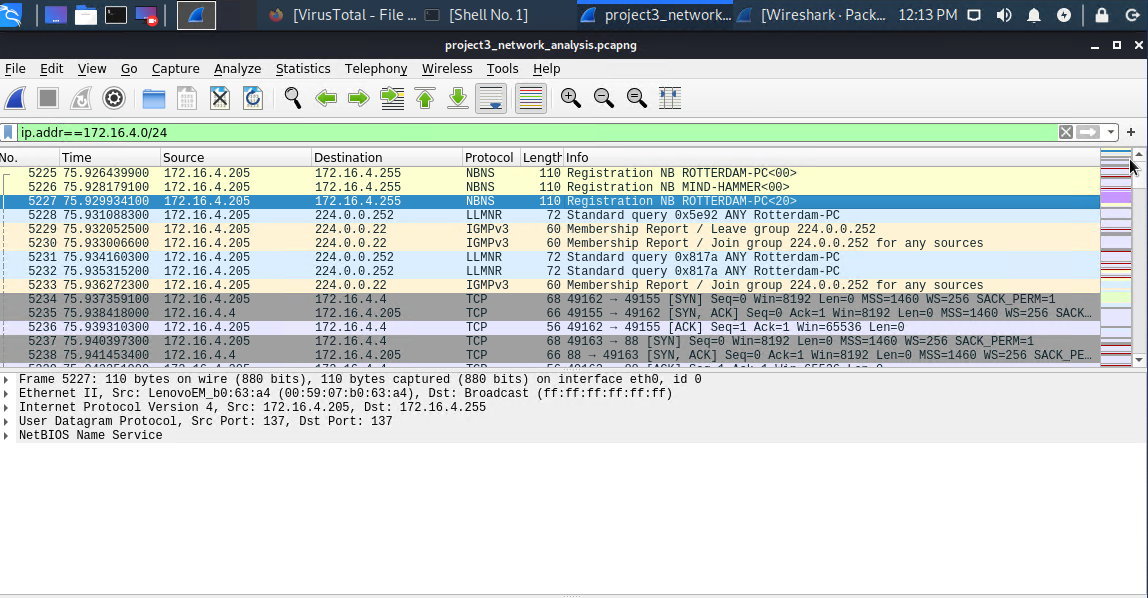 [VirusTotal - File ... [Shell No. 1] project3_network... [Wireshark · Pack... 12:13 PM
project3_network_analysis.pcapng
File Edit View Go Capture Analyze Statistics Telephony Wireless Tools Help
ip.addr==172.16.4.0/24
No. Time Source Destination Protocol Length Info
5225 75.926439900 172.16.4.205 172.16.4.255 NBNS 110 Registration NB ROTTERDAM-PC<00>
5226 75.928179100 172.16.4.205 172.16.4.255 NBNS 110 Registration NB MIND-HAMMER<00>
5227 75.929934100 172.16.4.205 172.16.4.255 NBNS 110 Registration NB ROTTERDAM-PC<20>
5228 75.931088300 172.16.4.205 224.0.0.252 LLMNR 72 Standard query 0x5e92 ANY Rotterdam-PC
5229 75.932052500 172.16.4.205 224.0.0.22 IGMPv3 60 Membership Report / Leave group 224.0.0.252
5230 75.933006600 172.16.4.205 224.0.0.22 IGMPv3 60 Membership Report / Join group 224.0.0.252 for any sources
5231 75.934160300 172.16.4.205 224.0.0.252 LLMNR 72 Standard query 0x817a ANY Rotterdam-PC
5232 75.935315200 172.16.4.205 224.0.0.252 LLMNR 72 Standard query 0x817a ANY Rotterdam-PC
5233 75.936272300 172.16.4.205 224.0.0.22 IGMPv3 60 Membership Report / Join group 224.0.0.252 for any sources
5234 75.937359100 172.16.4.205 172.16.4.4 TCP 68 49162 → 49155 [SYN] Seq=0 Win=8192 Len=0 MSS=1460 WS=256 SACK_PERM=1
5235 75.938418000 172.16.4.4 172.16.4.205 TCP 66 49155 → 49162 [SYN, ACK] Seq=0 Ack=1 Win=8192 Len=0 MSS=1460 WS=256 SACK...
5236 75.939310300 172.16.4.205 172.16.4.4 TCP 56 49162 → 49155 [ACK] Seq=1 Ack=1 Win=65536 Len=0
5237 75.940397300 172.16.4.205 172.16.4.4 TCP 68 49163 → 88 [SYN] Seq=0 Win=8192 Len=0 MSS=1460 WS=256 SACK_PERM=1
5238 75.941453400 172.16.4.4 172.16.4.205 TCP 66 88 → 49163 [SYN, ACK] Seq=0 Ack=1 Win=8192 Len=0 MSS=1460 WS=256 SACK_PE...
Frame 5227: 110 bytes on wire (880 bits), 110 bytes captured (880 bits) on interface eth0, id 0
Ethernet II, Src: LenovoEM_b0:63:a4 (00:59:07:b0:63:a4), Dst: Broadcast (ff:ff:ff:ff:ff:ff)
Internet Protocol Version 4, Src: 172.16.4.205, Dst: 172.16.4.255
User Datagram Protocol, Src Port: 137, Dst Port: 137
NetBIOS Name Service